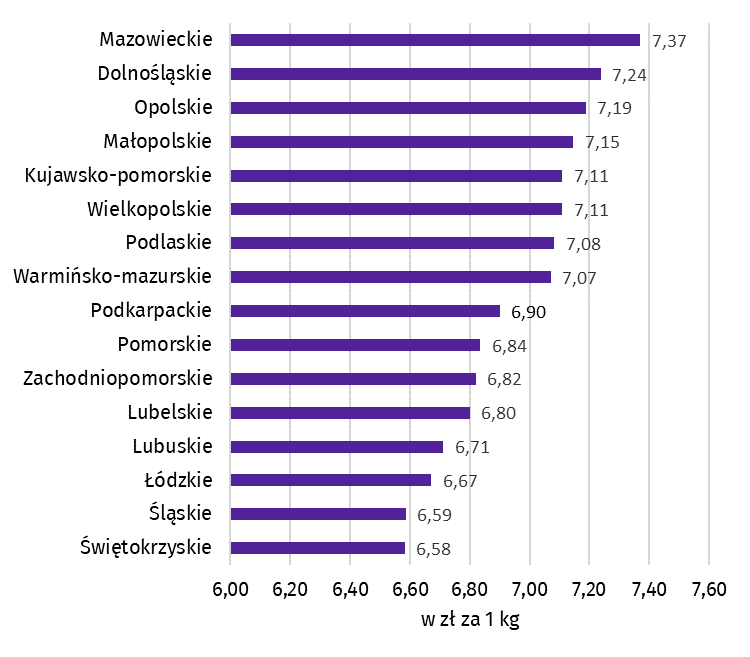 Mazowieckie 7,37
Dolnośląskie 7,24
Opolskie 7,19
Małopolskie 7,15
Kujawsko-pomorskie 7,11
Wielkopolskie 7,11
Podlaskie 7,08
Warmińsko-mazurskie 7,07
Podkarpackie 6,90
Pomorskie 6,84
Zachodniopomorskie 6,82
Lubelskie 6,80
Lubuskie 6,71
Łódzkie 6,67
Śląskie 6,59
Świętokrzyskie 6,58
6,00 6,20 6,40 6,60 6,80 7,00 7,20 7,40 7,60
w zł za 1 kg